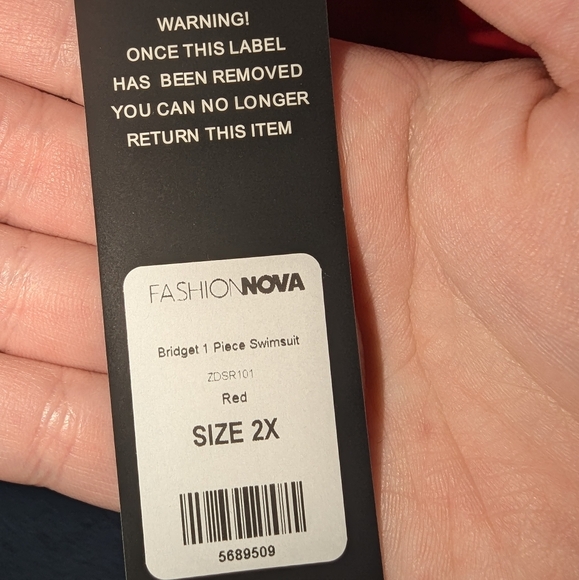 WARNING!
ONCE THIS LABEL
HAS BEEN REMOVED
YOU CAN NO LONGER
RETURN THIS ITEM
FASHIONNOVA
Bridget 1 Piece Swimsuit
ZDSR101
Red
SIZE 2X
5689509